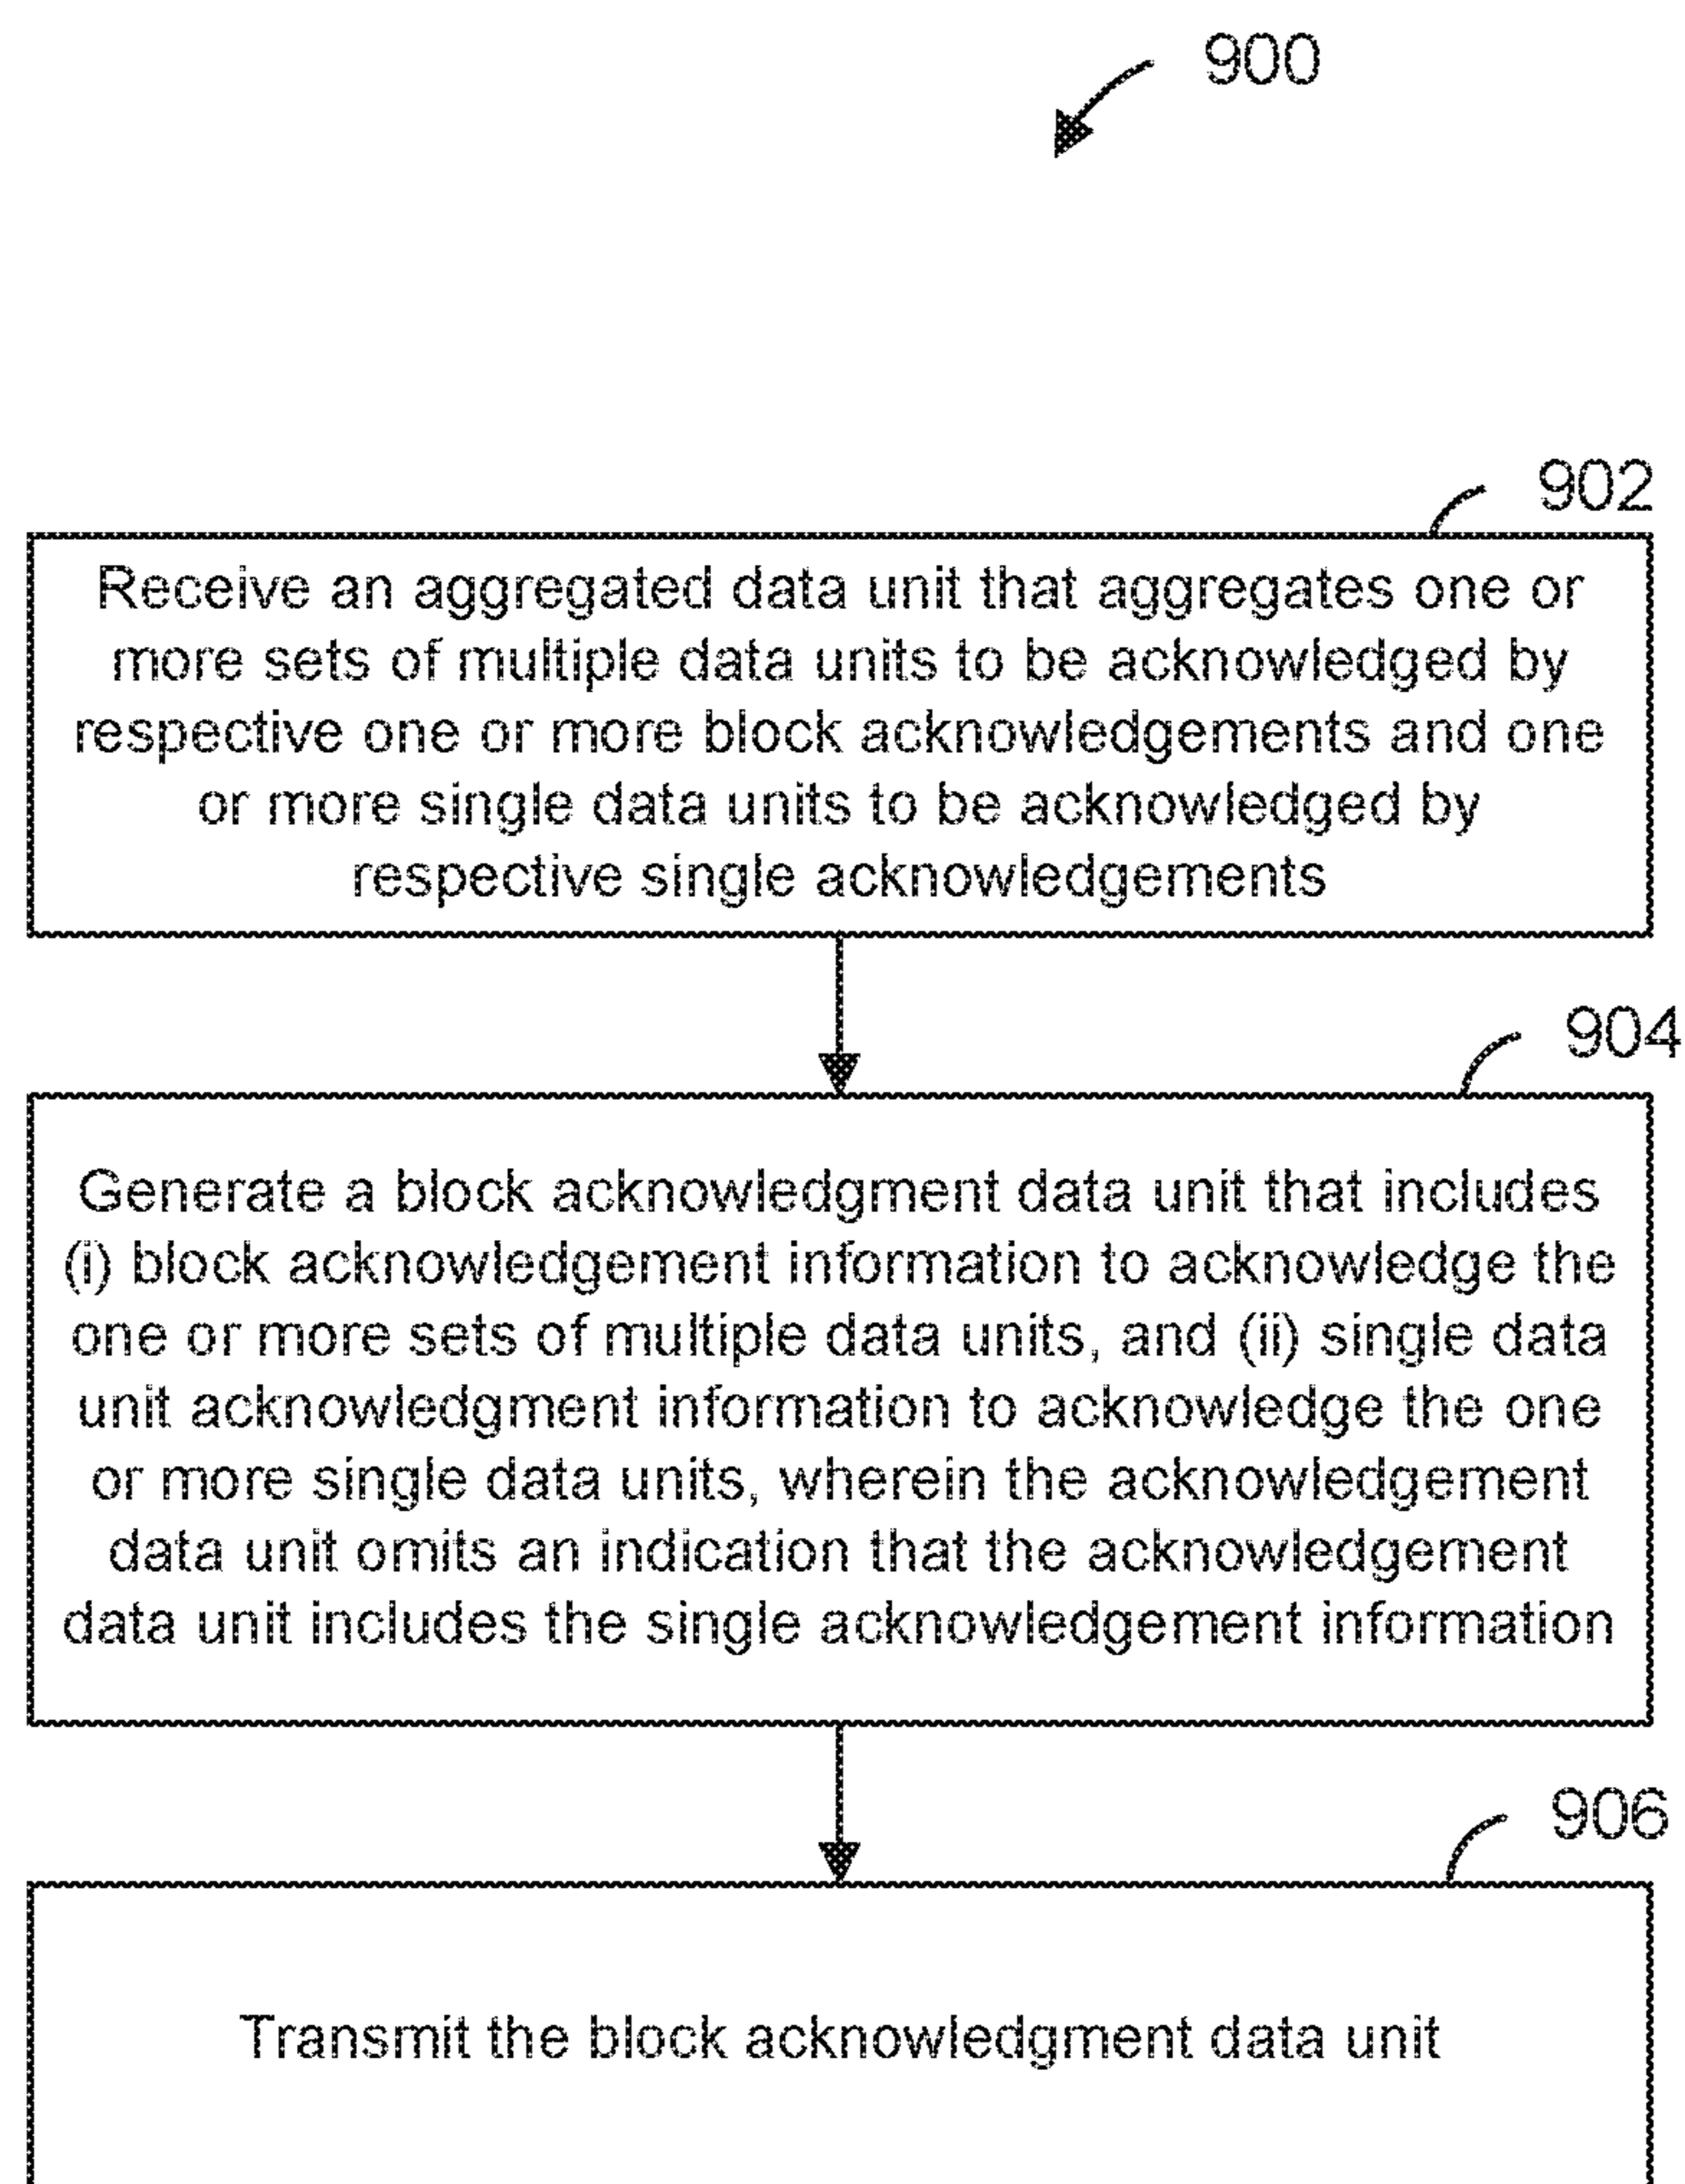 900
902
Receive an aggregated data unit that aggregates one or
more sets of multiple data units to be acknowledged by
respective one or more block acknowledgements and one
or more single data units to be acknowledged by
respective single acknowledgements
904
Generate a block acknowledgment data unit that includes
(i) block acknowledgement information to acknowledge the
one or more sets of multiple data units, and (ii) single data
unit acknowledgment information to acknowledge the one
or more single data units, wherein the acknowledgement
data unit omits an indication that the acknowledgement
data unit includes the single acknowledgement information
906
Transmit the block acknowledgment data unit